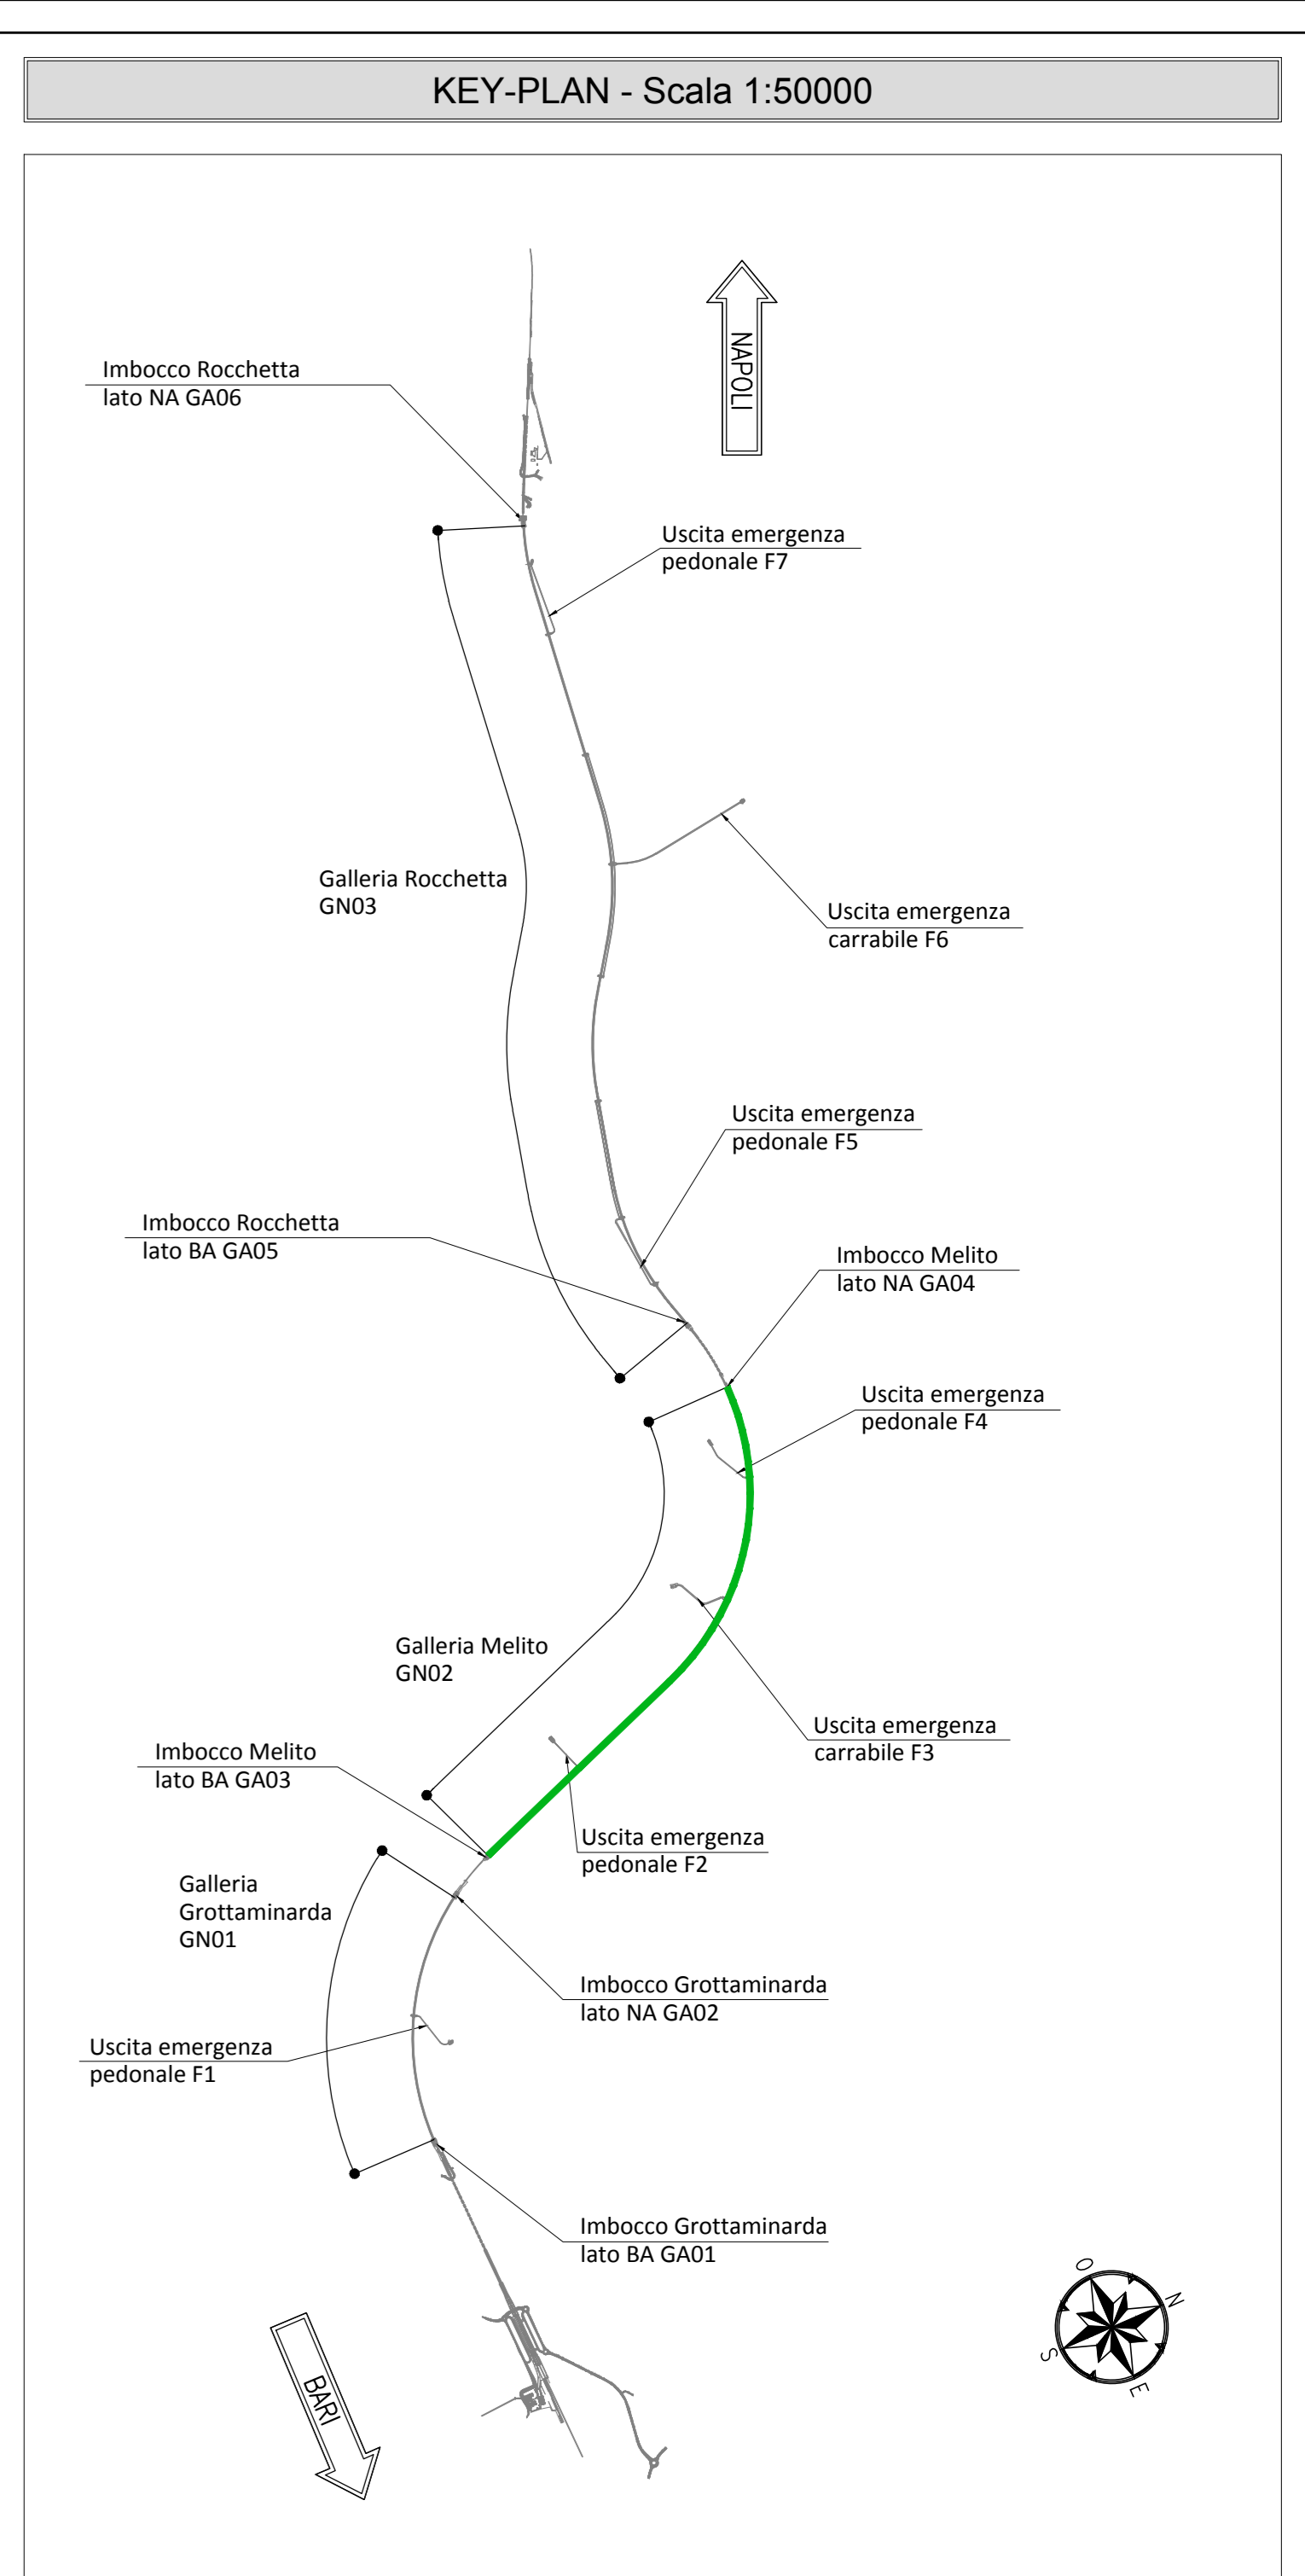 KEY-PLAN - Scala 1:50000
NAPOLI
Imbocco Rocchetta
lato NA GA06
Uscita emergenza
pedonale F7
Galleria Rocchetta
GN03
Uscita emergenza
carrabile F6
Uscita emergenza
pedonale F5
Imbocco Rocchetta
lato BA GA05
Imbocco Melito
lato NA GA04
Uscita emergenza
pedonale F4
Galleria Melito
GN02
Uscita emergenza
carrabile F3
Imbocco Melito
lato BA GA03
Uscita emergenza
pedonale F2
Galleria
Grottaminarda
GN01
Imbocco Grottaminarda
lato NA GA02
Uscita emergenza
pedonale F1
Imbocco Grottaminarda
lato BA GA01
O
N
S
E
BARI